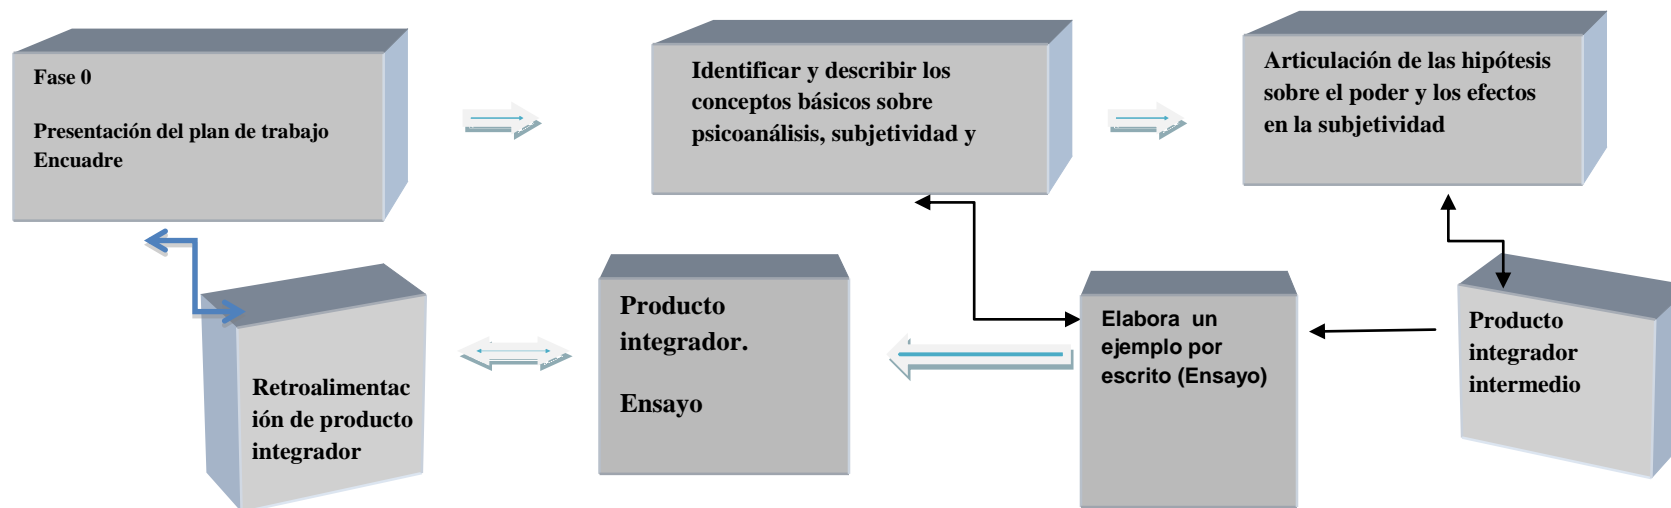 Fase 0
Presentación del plan de trabajo
Encuadre
Identificar y describir los
conceptos básicos sobre
psicoanálisis, subjetividad y
Articulación de las hipótesis
sobre el poder y los efectos
en la subjetividad
Retroalimentac
ión de producto
integrador
Producto
integrador.
Ensayo
Elabora  un
ejemplo por
escrito (Ensayo)
Producto
integrador
intermedio